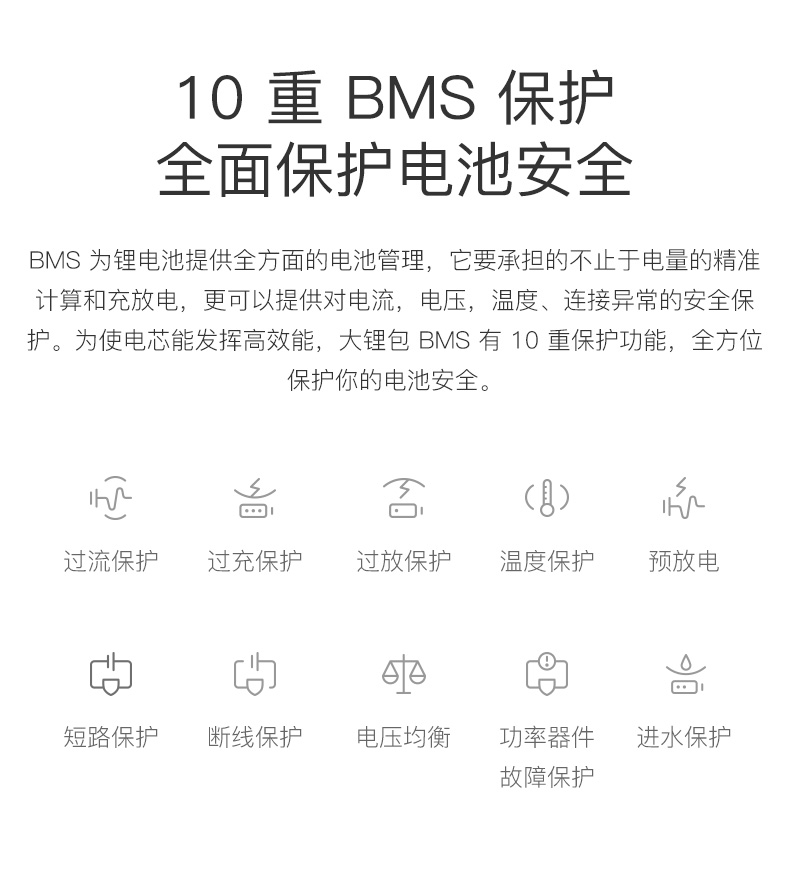 10 重 BMS 保护
全面保护电池安全
BMS 为锂电池提供全方面的电池管理，它要承担的不止于电量的精准
计算和充放电，更可以提供对电流，电压，温度、连接异常的安全保
护。为使电芯能发挥高效能，大锂包 BMS 有 10 重保护功能，全方位
保护你的电池安全。
过流保护 过充保护 过放保护 温度保护 预放电
短路保护 断线保护 电压均衡 功率器件 进水保护
故障保护